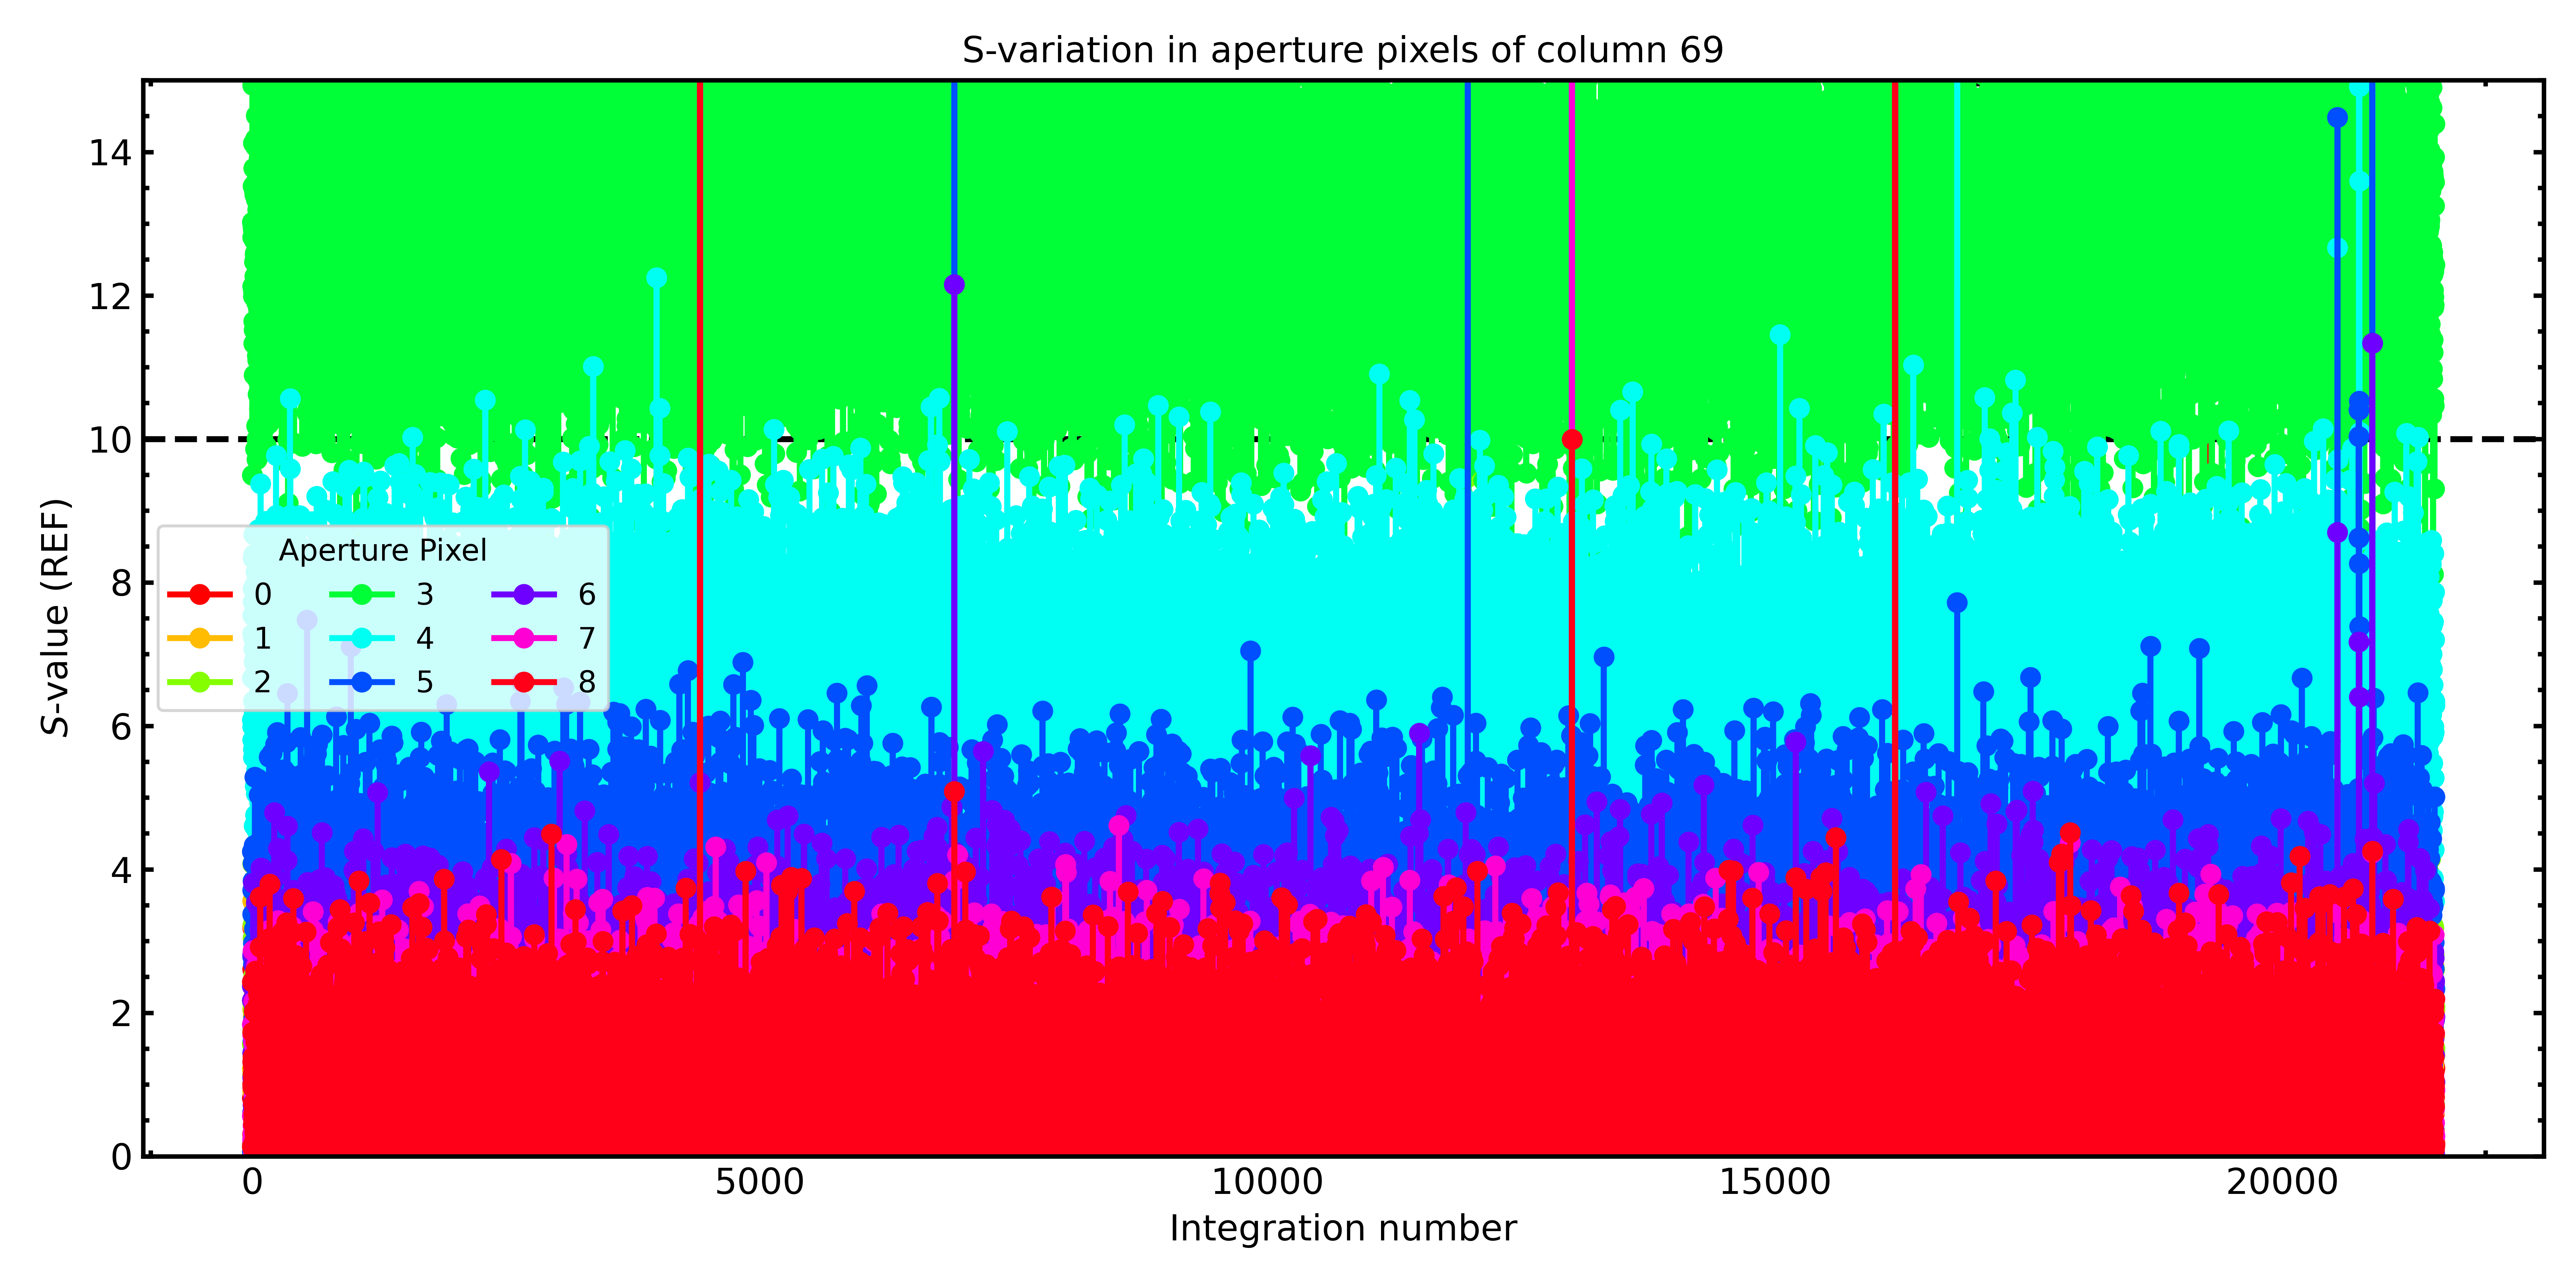 S-variation in aperture pixels of column 69
S-value (REF)
14
12
10
8
6
4
2
0
Aperture Pixel
0 3 6
1 4 7
2 5 8
0 5000 10000 15000 20000
Integration number